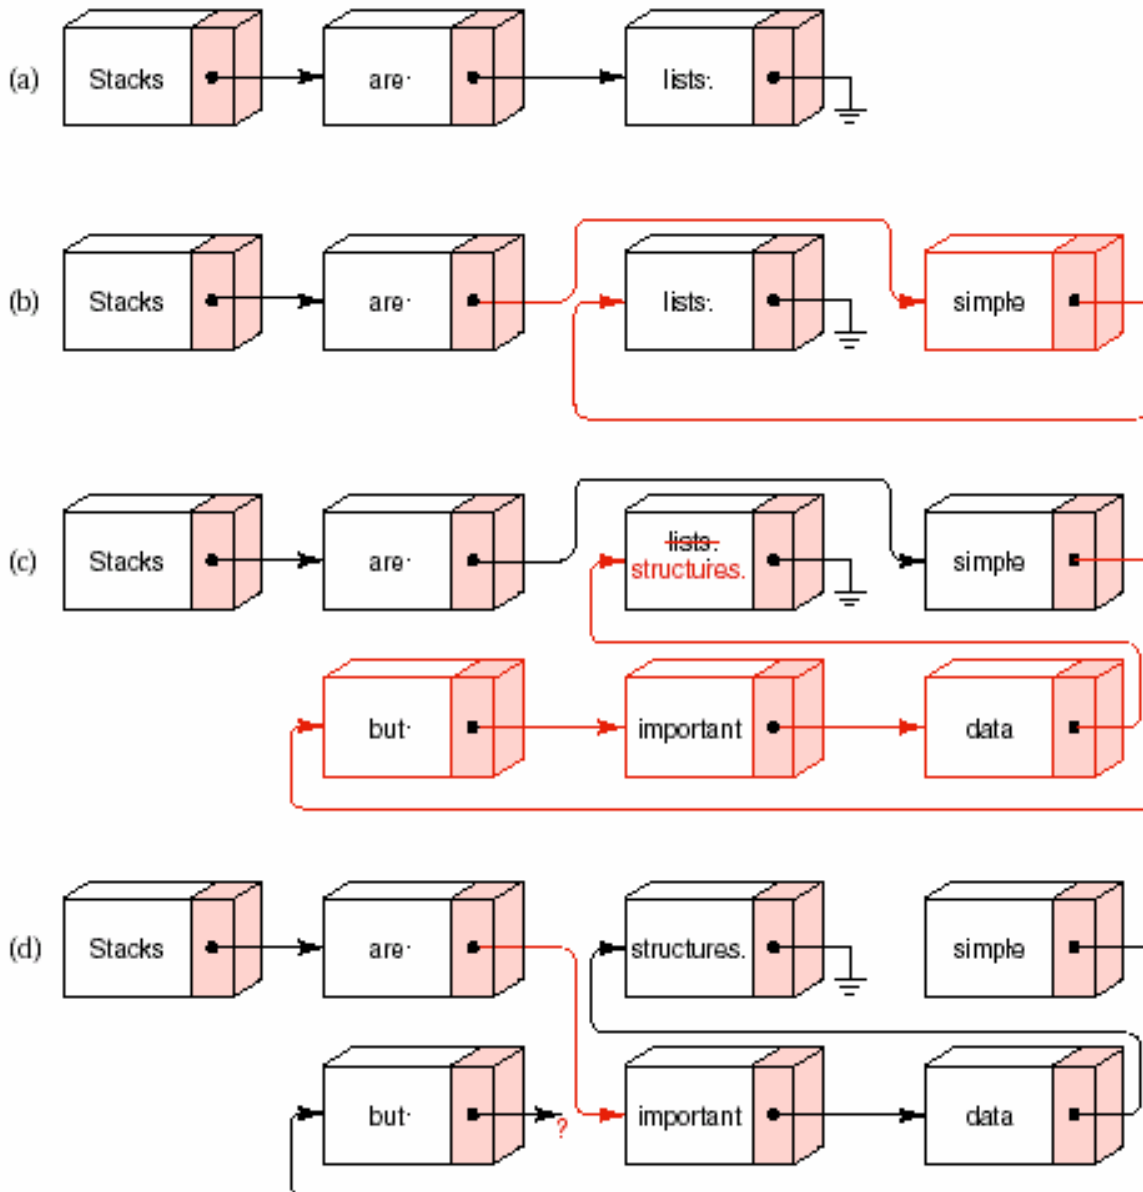 (a) Stacks are lists.
(b) Stacks are lists. simple
(c) Stacks are lists. simple
structures.
but important data
(d) Stacks are structures. simple
but ? important data